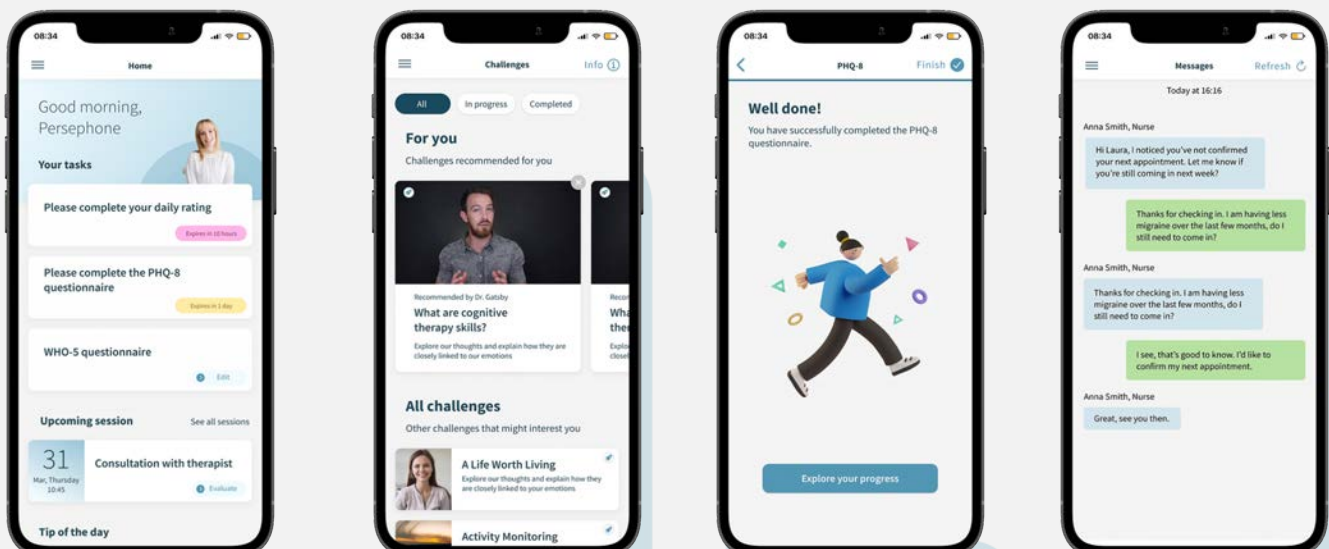 08:34
Home
Good morning,
Persephone
Your tasks
Please complete your daily rating
Expires in 10 hours
Please complete the PHQ-8
questionnaire
Expires in 1 day
WHO-5 questionnaire
Edit
Upcoming session See all sessions
31
Mar, Thursday
10:45
Consultation with therapist
Evaluate
Tip of the day
08:34
Challenges Info
All In progress Completed
For you
Challenges recommended for you
Recommended by Dr. Gatsby
What are cognitive
therapy skills?
Explore our thoughts and explain how they are
closely linked to our emotions
Recor
Wha
ther
Explo
closel
All challenges
Other challenges that might interest you
A Life Worth Living
Explore our thoughts and explain how they
are closely linked to your emotions
Activity Monitoring
08:34
PHQ-8 Finish
Well done!
You have successfully completed the PHQ-8
questionnaire.
Explore your progress
08:34
Messages Refresh
Today at 16:16
Anna Smith, Nurse
Hi Laura, I noticed you've not confirmed
your next appointment. Let me know if
you're still coming in next week?
Thanks for checking in. I am having less
migraine over the last few months, do I
still need to come in?
Anna Smith, Nurse
Thanks for checking in. I am having less
migraine over the last few months, do I
still need to come in?
I see, that's good to know. I'd like to
confirm my next appointment.
Anna Smith, Nurse
Great, see you then.